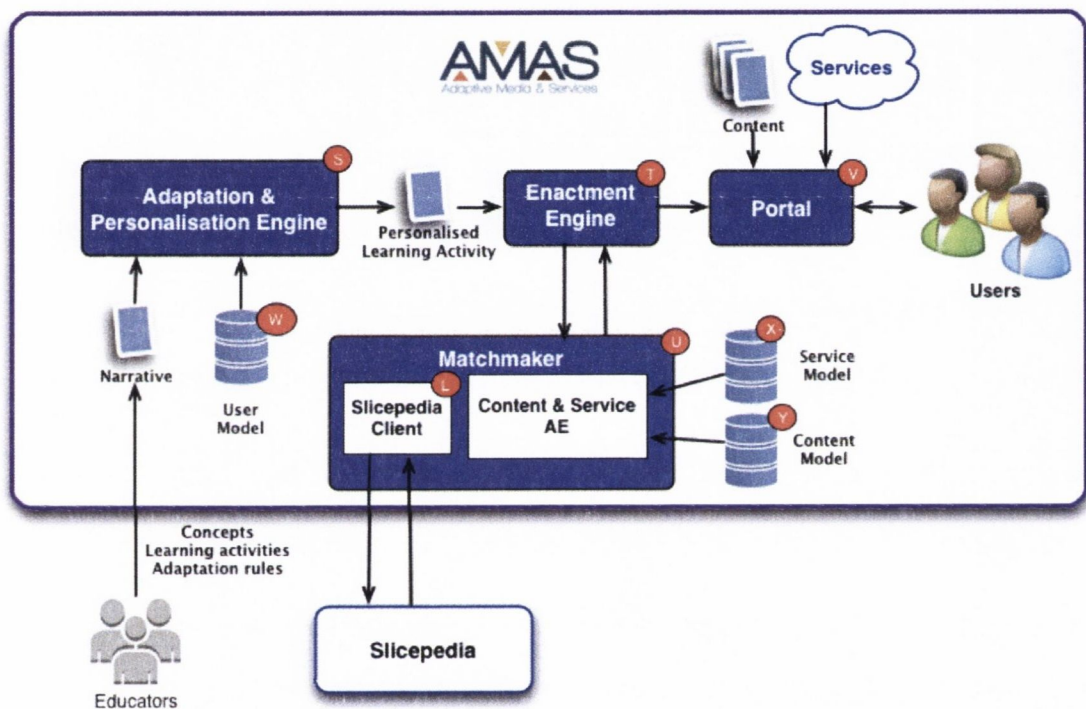 AMAS
Adaptive Media & Services
Services
Content
S
Adaptation &
Personalisation Engine
Personalised
Learning Activity
T
Enactment
Engine
V
Portal
Users
Narrative
W
User
Model
U
Matchmaker
L
Slicepedia
Client
Content & Service
AE
X
Service
Model
Y
Content
Model
Concepts
Learning activities
Adaptation rules
Educators
Slicepedia